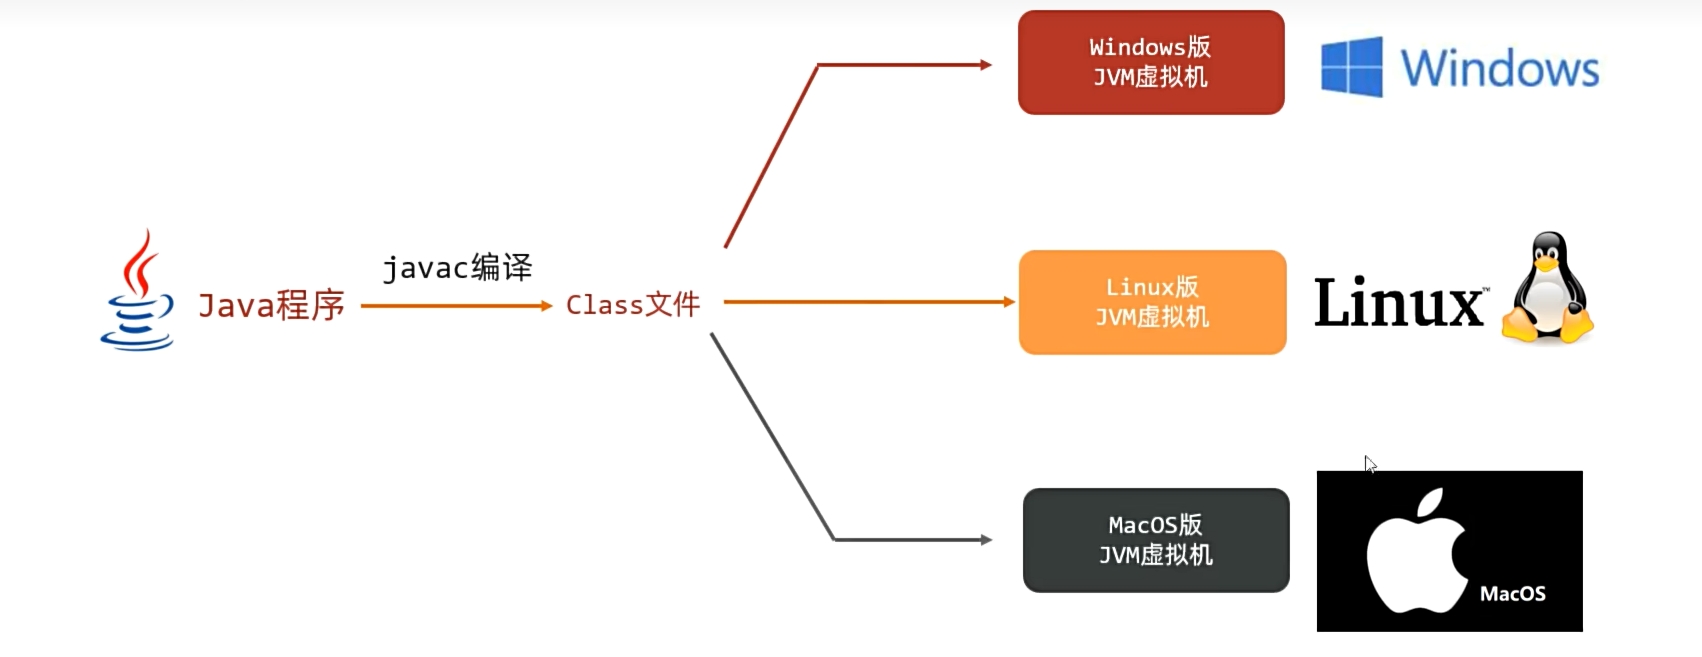 Windows版
JVM虚拟机
Windows
javac编译
Java程序
Class文件
Linux版
JVM虚拟机
Linux™
MacOS版
JVM虚拟机
MacOS